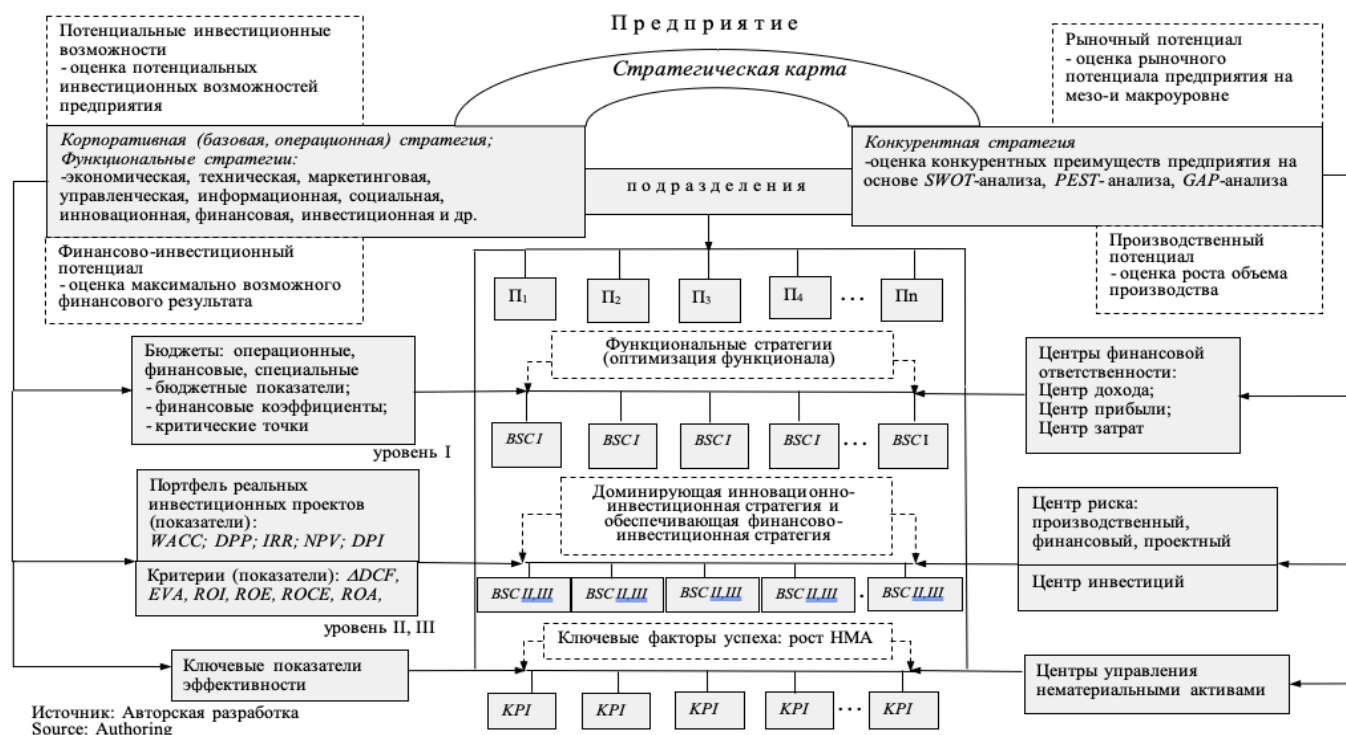 Предприятие
Стратегическая карта
Потенциальные инвестиционные
возможности
- оценка потенциальных
инвестиционных возможностей
предприятия
Рыночный потенциал
- оценка рыночного
потенциала предприятия на
мезо-и макроуровне
Корпоративная (базовая, операционная) стратегия;
Функциональные стратегии:
-экономическая, техническая, маркетинговая,
управленческая, информационная, социальная,
инновационная, финансовая, инвестиционная и др.
Конкурентная стратегия
-оценка конкурентных преимуществ предприятия на
основе SWOT-анализа, PEST- анализа, GAP-анализа
подразделения
Финансово-инвестиционный
потенциал
- оценка максимально возможного
финансового результата
Производственный
потенциал
- оценка роста объема
производства
П1 П2 П3 П4 ... Пn
Функциональные стратегии
(оптимизация функционала)
Бюджеты: операционные,
финансовые, специальные
- бюджетные показатели;
- финансовые коэффициенты;
- критические точки
уровень I
Центры финансовой
ответственности:
Центр дохода;
Центр прибыли;
Центр затрат
BSC I BSC I BSC I BSC I ... BSC I
Доминирующая инновационно-
инвестиционная стратегия и
обеспечивающая финансово-
инвестиционная стратегия
Портфель реальных
инвестиционных проектов
(показатели):
WACC; DPP; IRR; NPV; DPI
Критерии (показатели): ΔDCF,
EVA, ROI, ROE, ROCE, ROA,
уровень II, III
Центр риска:
производственный,
финансовый, проектный
Центр инвестиций
BSC II,III BSC II,III BSC II,III BSC II,III . BSC II,III
Ключевые факторы успеха: рост НМА
Ключевые показатели
эффективности
Центры управления
нематериальными активами
KPI KPI KPI KPI ... KPI
Источник: Авторская разработка
Source: Authoring